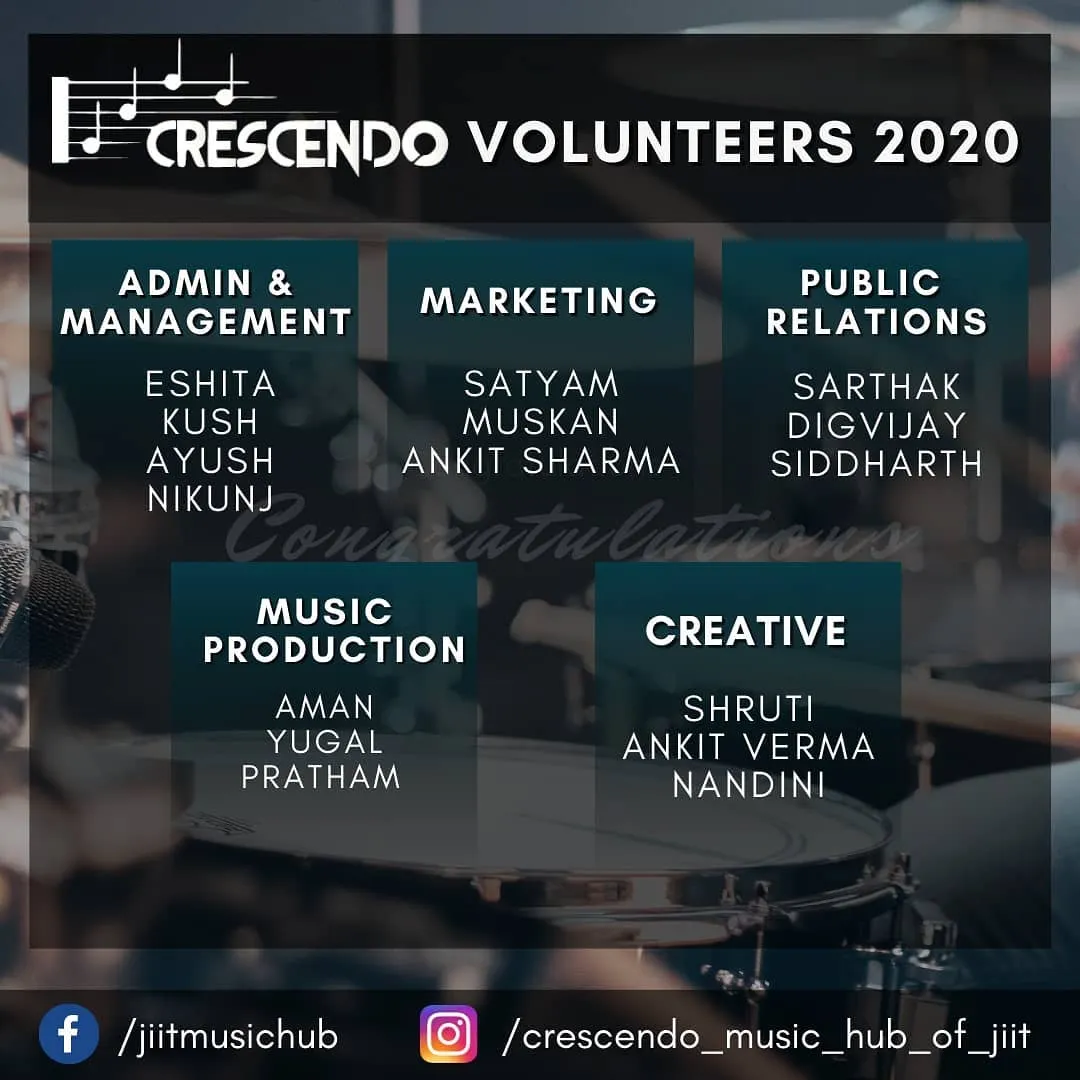 CRESCENDO VOLUNTEERS 2020
ADMIN &
MANAGEMENT
ESHITA
KUSH
AYUSH
NIKUNJ
MARKETING
SATYAM
MUSKAN
ANKIT SHARMA
PUBLIC
RELATIONS
SARTHAK
DIGVIJAY
SIDDHARTH
Congratulations
MUSIC
PRODUCTION
AMAN
YUGAL
PRATHAM
CREATIVE
SHRUTI
ANKIT VERMA
NANDINI
/jiitmusichub
/crescendo_music_hub_of_jiit